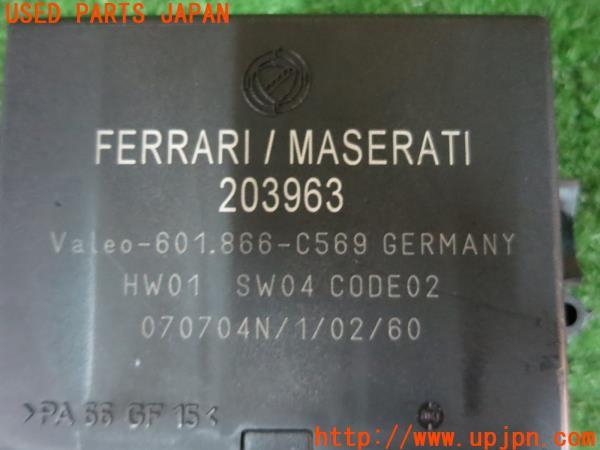 USED PARTS JAPAN
FERRARI / MASERATI
203963
Valeo-601.866-C569 GERMANY
HW01 SW04 CODE02
070704N/1/02/60
>PA 66 GF 15<
UPJ http://www.upjpn.com/